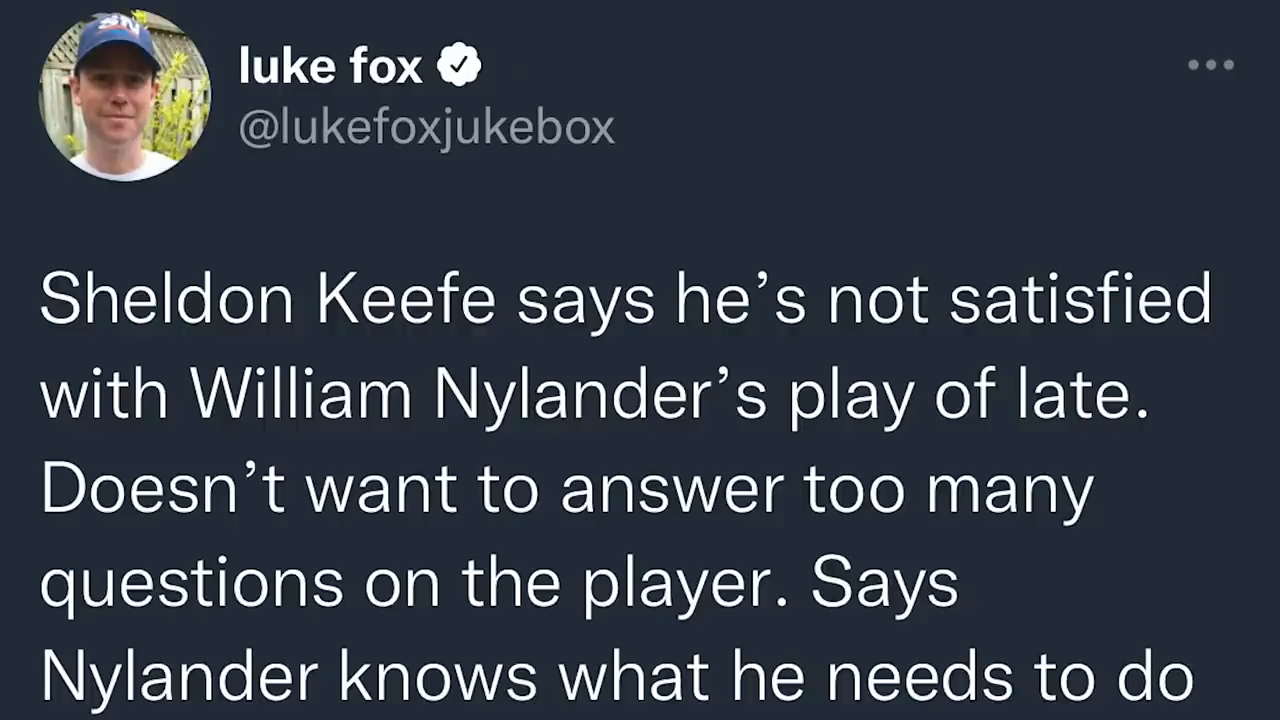 SN
luke fox
@lukefoxjukebox
Sheldon Keefe says he’s not satisfied
with William Nylander’s play of late.
Doesn’t want to answer too many
questions on the player. Says
Nylander knows what he needs to do